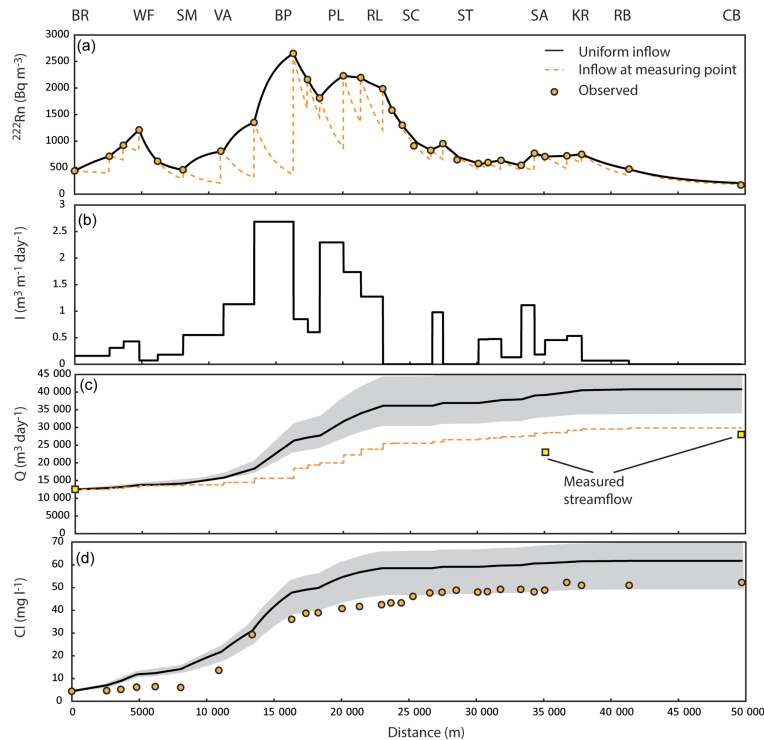 BR WF SM VA BP PL RL SC ST SA KR RB CB
(a)
Uniform inflow
Inflow at measuring point
Observed
²²²Rn (Bq m⁻³)
3000
2500
2000
1500
1000
500
0
(b)
I (m³ m⁻¹ day⁻¹)
3
2.5
2
1.5
1
0.5
0
(c)
Q (m³ day⁻¹)
45 000
40 000
35 000
30 000
25 000
20 000
15 000
10 000
5000
0
Measured
streamflow
(d)
Cl (mg l⁻¹)
70
60
50
40
30
20
10
0
0 5000 10 000 15 000 20 000 25 000 30 000 35 000 40 000 45 000 50 000
Distance (m)